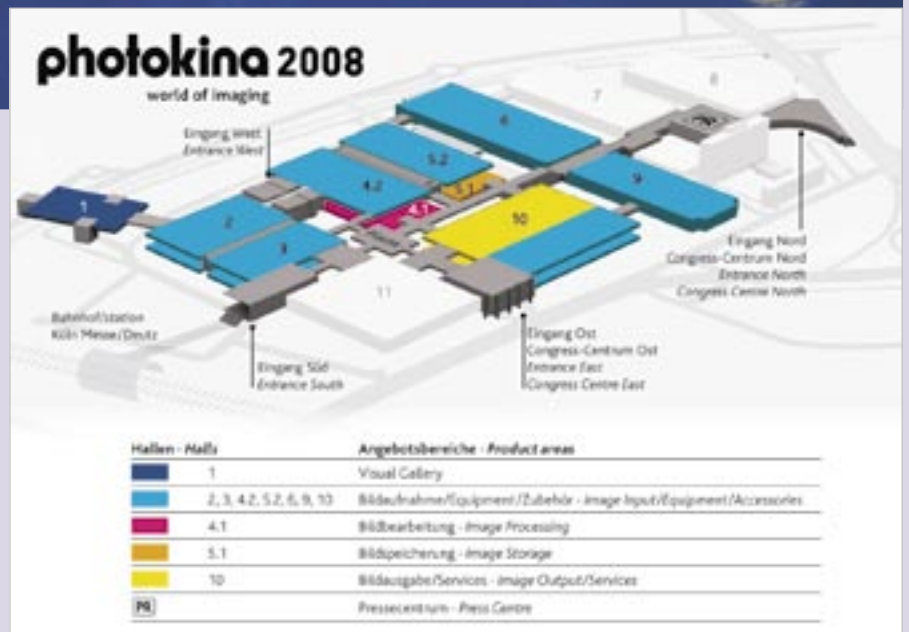 photokina 2008
world of imaging
7
8
Eingang West
Entrance West
6
5.2
4.2
5.1
9
1
2
4.1
10
3
Eingang Nord
Congress-Centrum Nord
Entrance North
Congress Centre North
11
Bahnhof/station
Köln Messe/Deutz
Eingang Ost
Congress-Centrum Ost
Entrance East
Congress Centre East
Eingang Süd
Entrance South
Hallen - Halls Angebotsbereiche - Product areas
1 Visual Gallery
2, 3, 4.2, 5.2, 6, 9, 10 Bildaufnahme/Equipment/Zubehör - Image Input/Equipment/Accessories
4.1 Bildbearbeitung - Image Processing
5.1 Bildspeicherung - Image Storage
10 Bildausgabe/Services - Image Output/Services
PR Pressecentrum - Press Centre